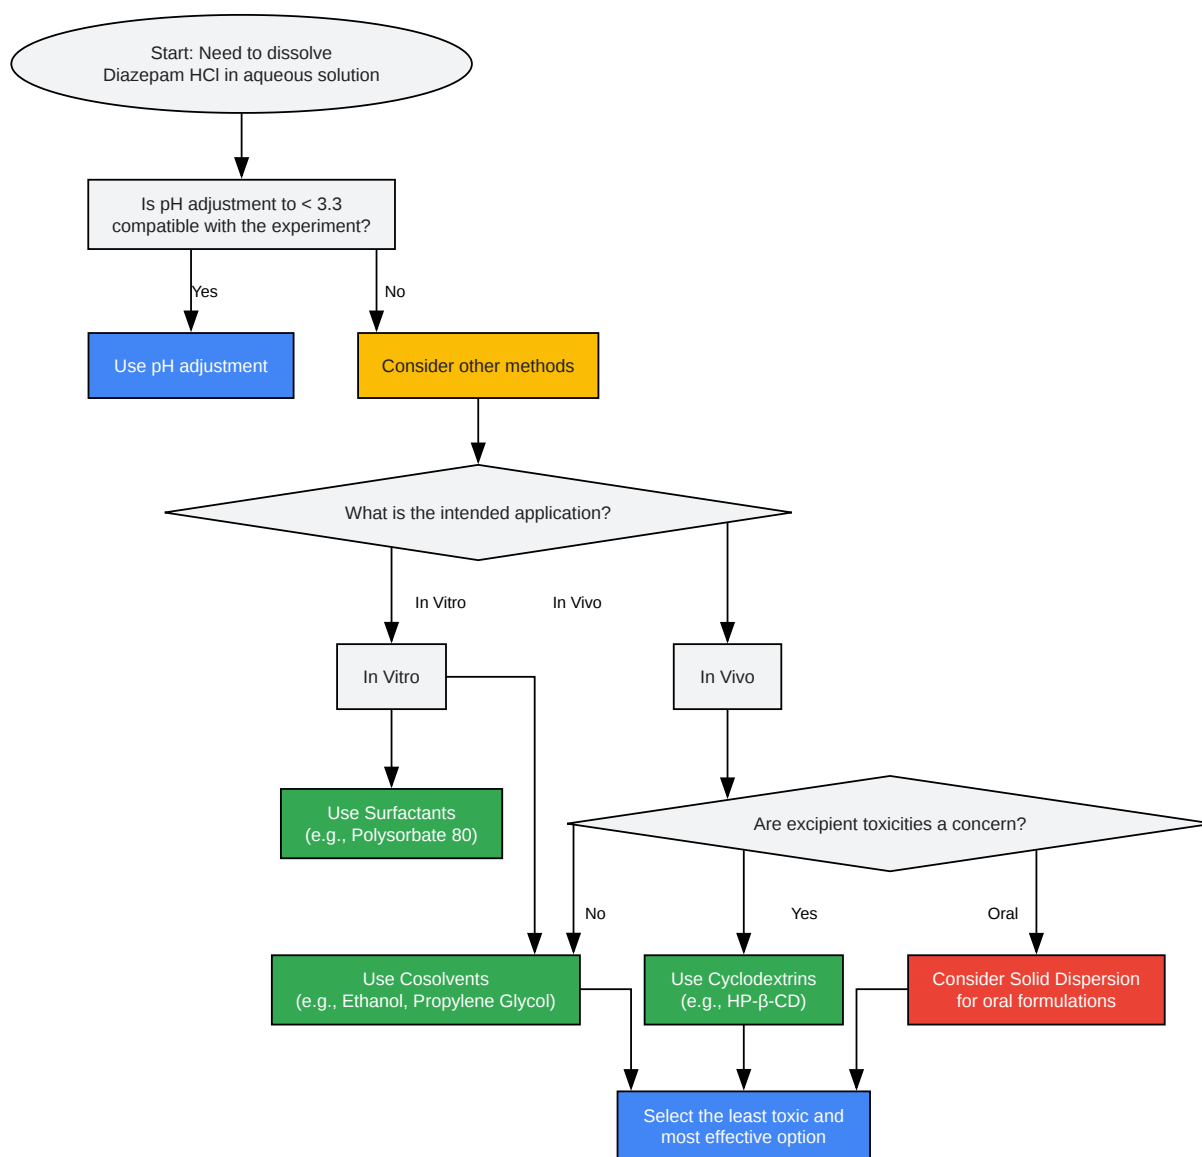 Start: Need to dissolve
Diazepam HCl in aqueous solution
Is pH adjustment to < 3.3
compatible with the experiment?
Yes
No
Use pH adjustment
Consider other methods
What is the intended application?
In Vitro
In Vivo
In Vitro
In Vivo
Use Surfactants
(e.g., Polysorbate 80)
Are excipient toxicities a concern?
No
Yes
Oral
Use Cosolvents
(e.g., Ethanol, Propylene Glycol)
Use Cyclodextrins
(e.g., HP-β-CD)
Consider Solid Dispersion
for oral formulations
Select the least toxic and
most effective option